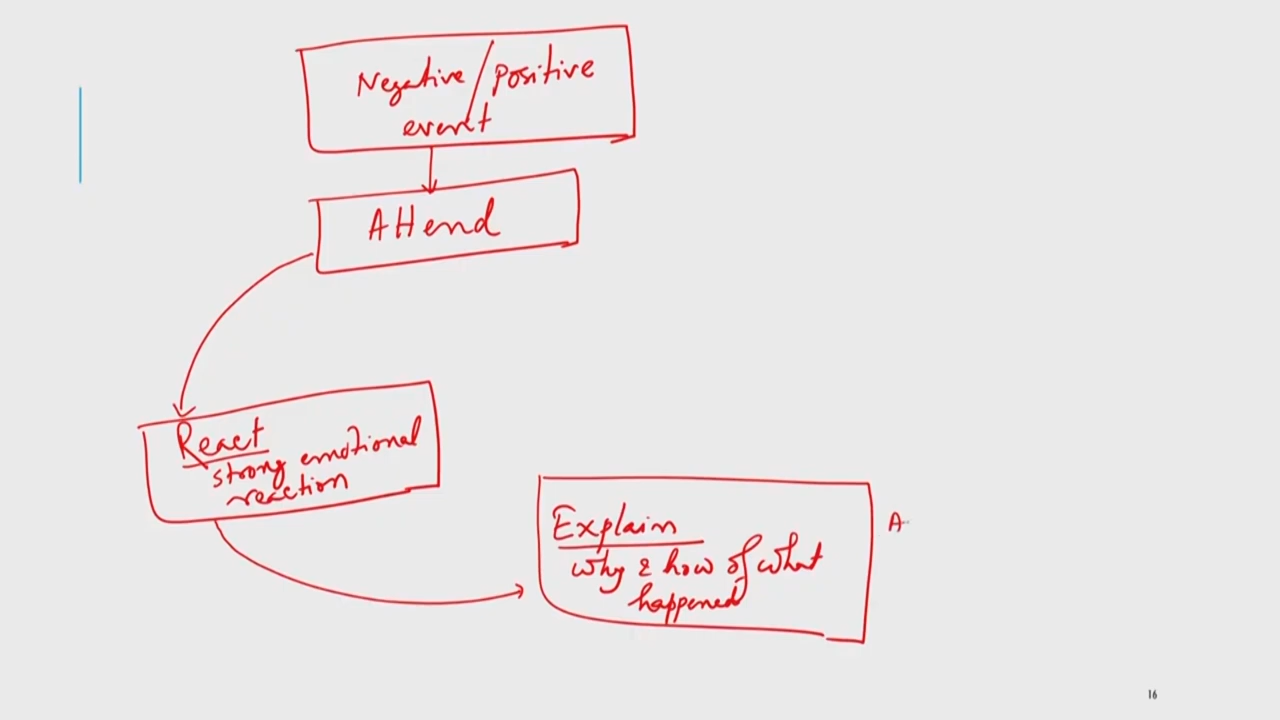 Negative/Positive
event
Attend
React
strong emotional
reaction
Explain
why & how of what
happened
A
16